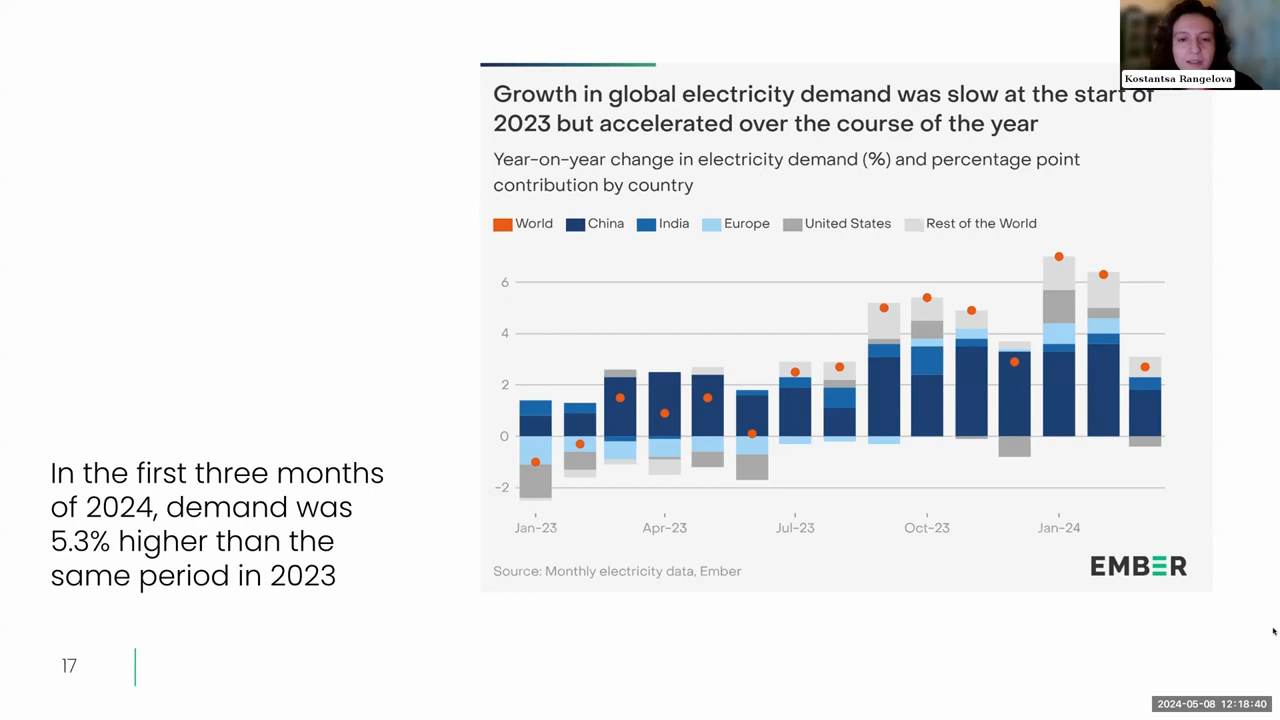 Kostantsa Rangelova
Growth in global electricity demand was slow at the start of
2023 but accelerated over the course of the year
Year-on-year change in electricity demand (%) and percentage point
contribution by country
World China India Europe United States Rest of the World
6
4
2
0
-2
Jan-23 Apr-23 Jul-23 Oct-23 Jan-24
Source: Monthly electricity data, Ember
EMBER
In the first three months
of 2024, demand was
5.3% higher than the
same period in 2023
17
2024-05-08 12:18:40